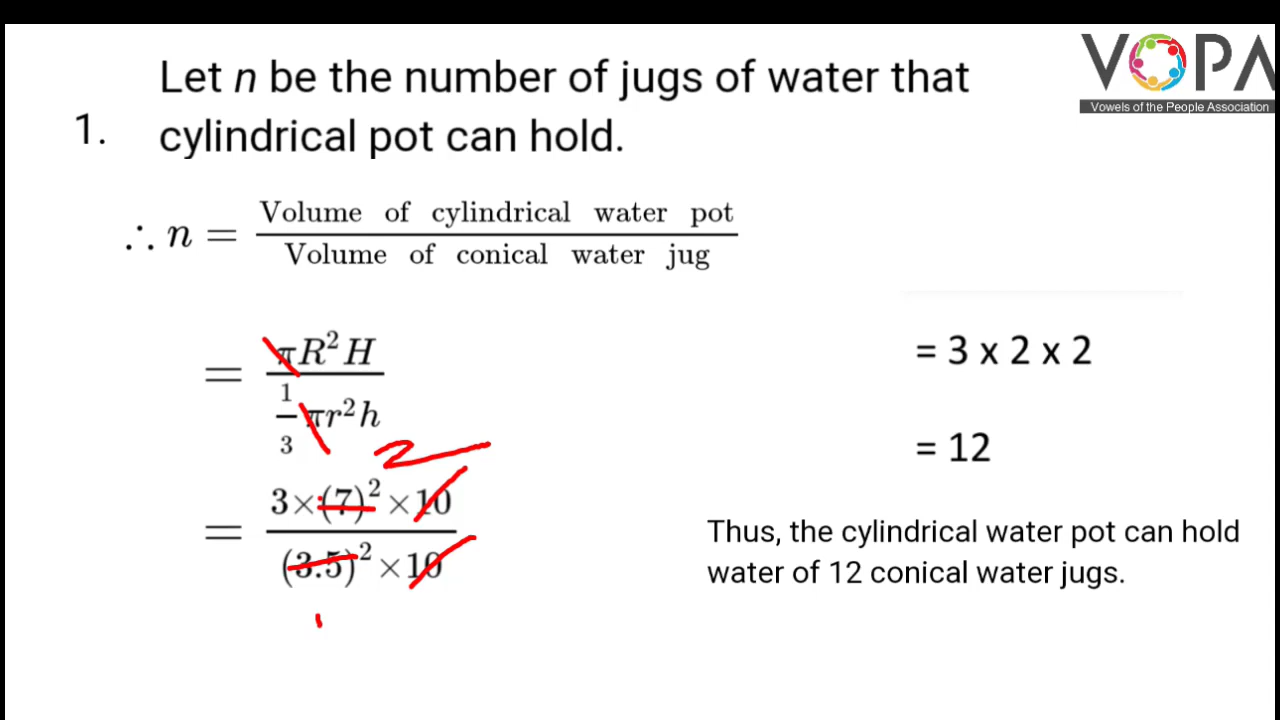 VOPA
Vowels of the People Association
1. Let n be the number of jugs of water that
cylindrical pot can hold.
∴ n = Volume of cylindrical water pot / Volume of conical water jug
= πR²H / 1/3 πr²h
2
= 3×(7)²×10 / (3.5)²×10
= 3 x 2 x 2
= 12
Thus, the cylindrical water pot can hold
water of 12 conical water jugs.